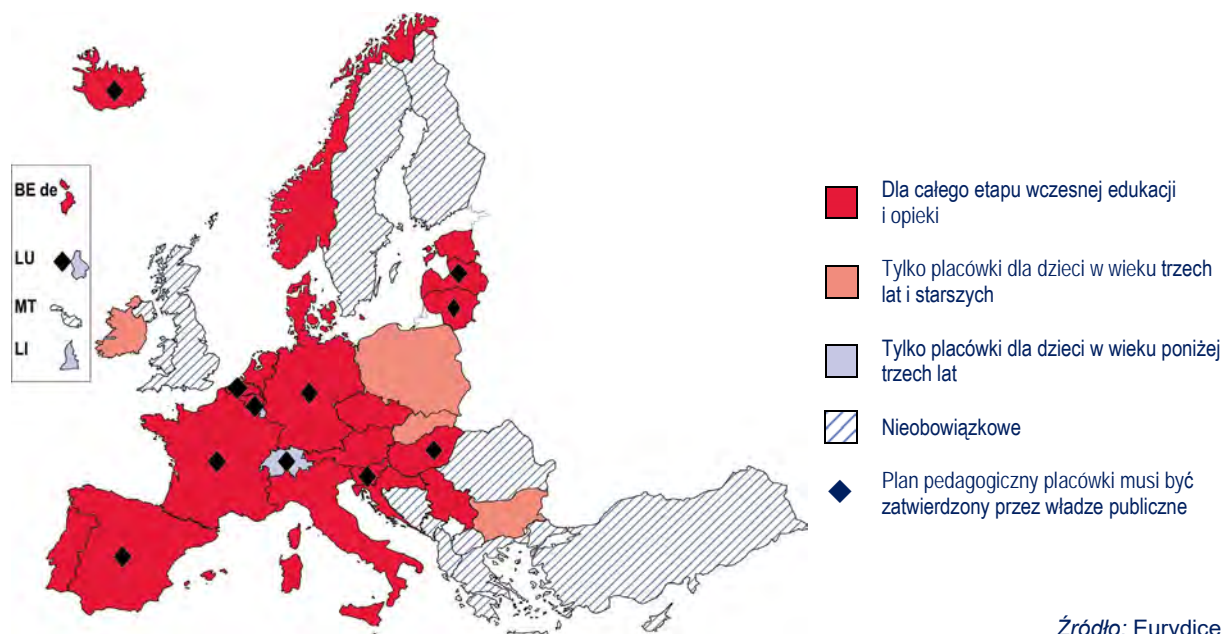 BE de
LU
MT
LI
Dla całego etapu wczesnej edukacji
i opieki
Tylko placówki dla dzieci w wieku trzech
lat i starszych
Tylko placówki dla dzieci w wieku poniżej
trzech lat
Nieobowiązkowe
Plan pedagogiczny placówki musi być
zatwierdzony przez władze publiczne
Źródło: Eurydice